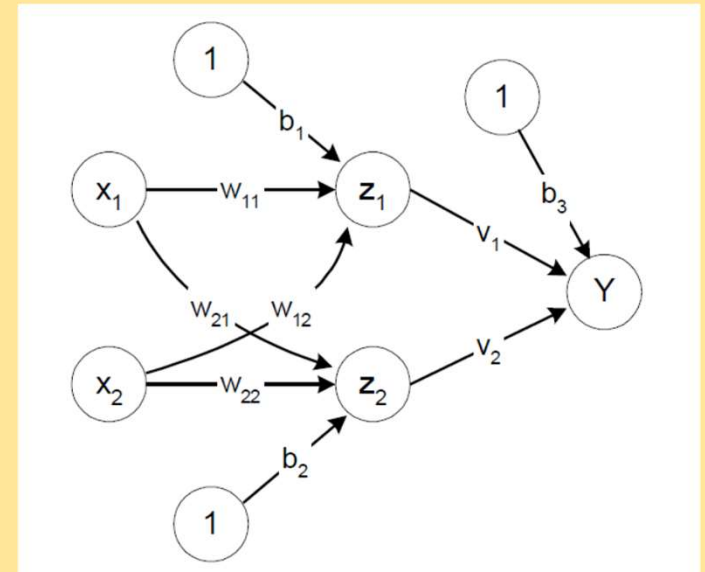 1
1
b₁
x₁
w₁₁
z₁
b₃
v₁
Y
w₂₁
w₁₂
v₂
x₂
w₂₂
z₂
b₂
1